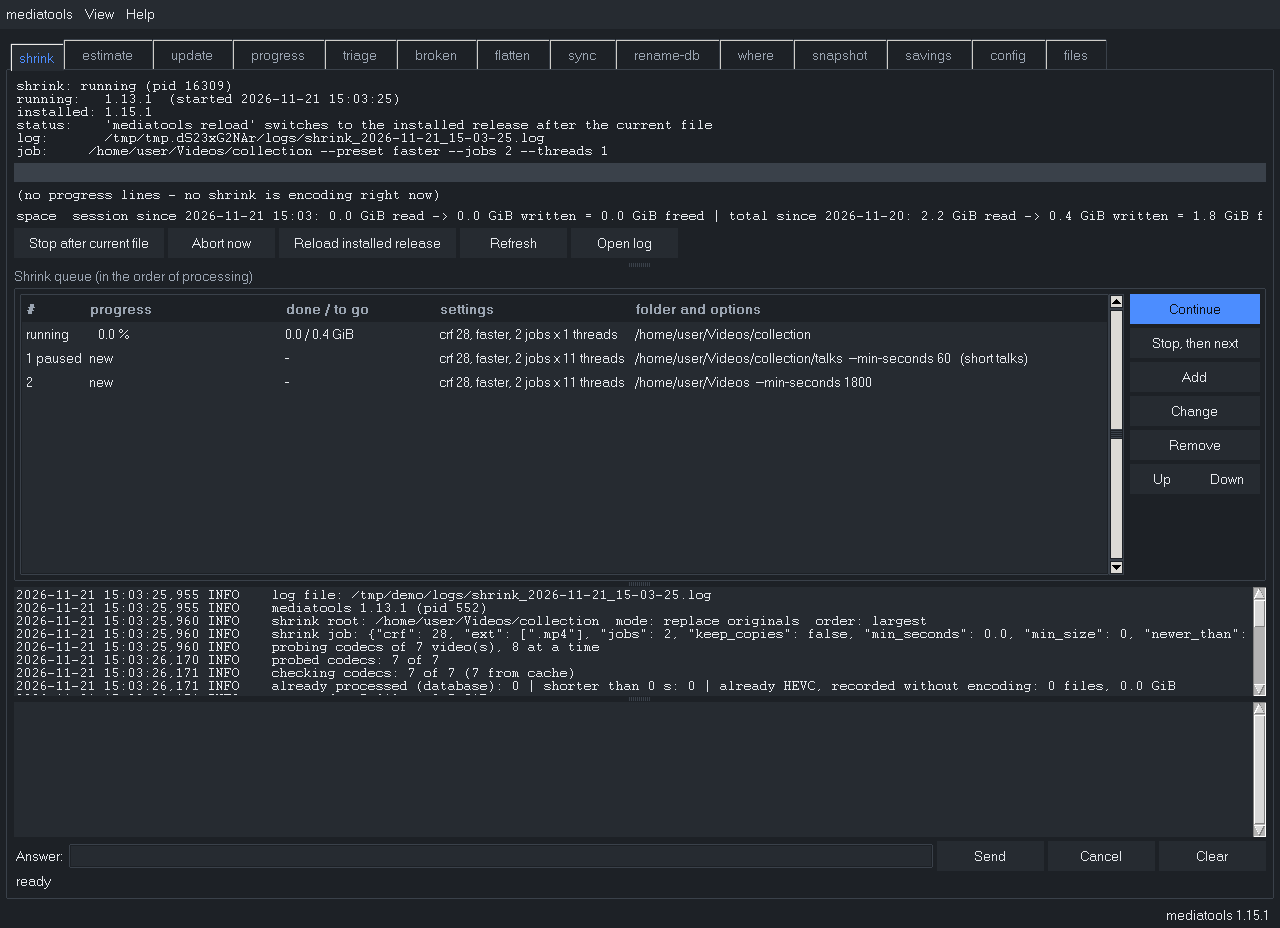 mediatools View Help
shrink estimate update progress triage broken flatten sync rename-db where snapshot savings config files
shrink: running (pid 16309)
running: 1.13.1 (started 2026-11-21 15:03:25)
installed: 1.15.1
status: 'mediatools reload' switches to the installed release after the current file
log: /tmp/tmp.dS23xG2NAr/logs/shrink_2026-11-21_15-03-25.log
job: /home/user/Videos/collection --preset faster --jobs 2 --threads 1
(no progress lines - no shrink is encoding right now)
space session since 2026-11-21 15:03: 0.0 GiB read -> 0.0 GiB written = 0.0 GiB freed | total since 2026-11-20: 2.2 GiB read -> 0.4 GiB written = 1.8 GiB f
Stop after current file Abort now Reload installed release Refresh Open log
Shrink queue (in the order of processing)
# progress done / to go settings folder and options
running 0.0 % 0.0 / 0.4 GiB crf 28, faster, 2 jobs x 1 threads /home/user/Videos/collection
1 paused new - crf 28, faster, 2 jobs x 11 threads /home/user/Videos/collection/talks --min-seconds 60 (short talks)
2 new - crf 28, faster, 2 jobs x 11 threads /home/user/Videos --min-seconds 1800
Continue
Stop, then next
Add
Change
Remove
Up Down
2026-11-21 15:03:25,955 INFO log file: /tmp/demo/logs/shrink_2026-11-21_15-03-25.log
2026-11-21 15:03:25,955 INFO mediatools 1.13.1 (pid 552)
2026-11-21 15:03:25,960 INFO shrink root: /home/user/Videos/collection mode: replace originals order: largest
2026-11-21 15:03:25,960 INFO shrink job: {"crf": 28, "ext": [".mp4"], "jobs": 2, "keep_copies": false, "min_seconds": 0.0, "min_size": 0, "newer_than":
2026-11-21 15:03:25,960 INFO probing codecs of 7 video(s), 8 at a time
2026-11-21 15:03:26,170 INFO probed codecs: 7 of 7
2026-11-21 15:03:26,171 INFO checking codecs: 7 of 7 (7 from cache)
2026-11-21 15:03:26,171 INFO already processed (database): 0 | shorter than 0 s: 0 | already HEVC, recorded without encoding: 0 files, 0.0 GiB
Answer: Send Cancel Clear
ready
mediatools 1.15.1